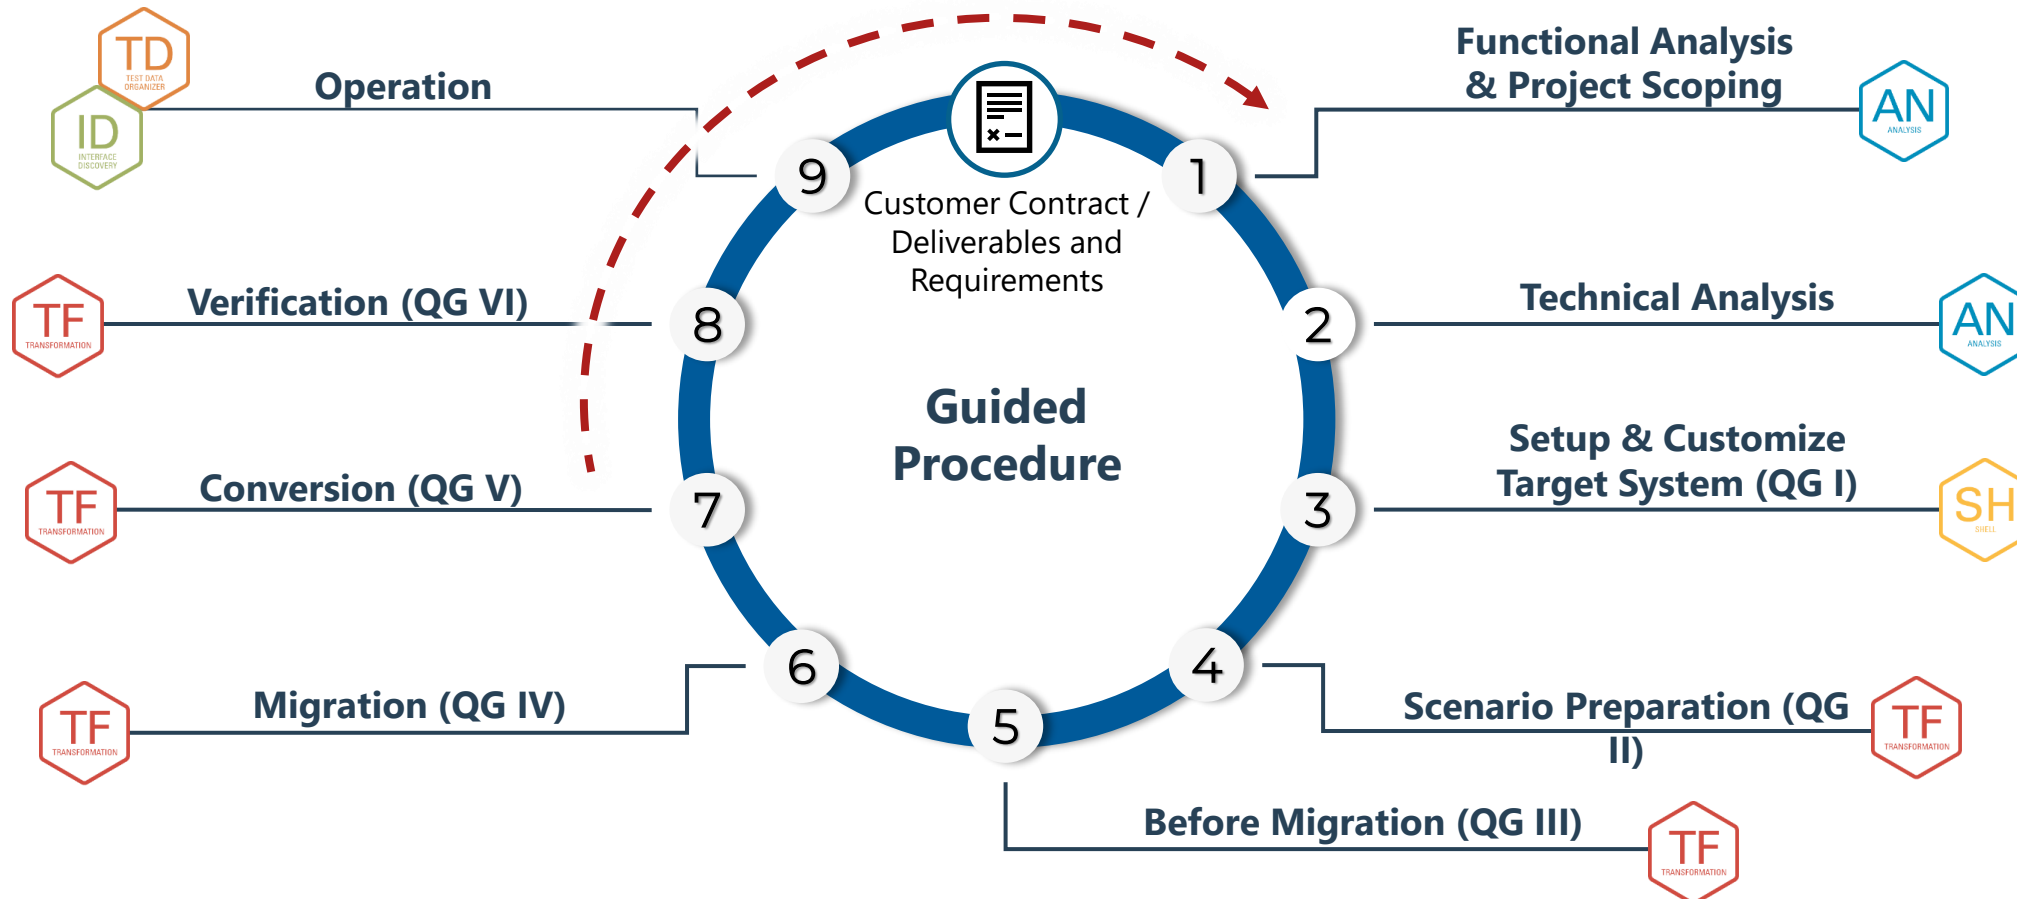 TD
TEST DATA
ORGANIZER
ID
INTERFACE
DISCOVERY
Operation
9
Customer Contract /
Deliverables and
Requirements
1
Functional Analysis
& Project Scoping
AN
ANALYSIS
TF
TRANSFORMATION
Verification (QG VI)
8
2
Technical Analysis
AN
ANALYSIS
Guided
Procedure
TF
TRANSFORMATION
Conversion (QG V)
7
3
Setup & Customize
Target System (QG I)
SH
SHELL
TF
TRANSFORMATION
Migration (QG IV)
6
4
Scenario Preparation (QG
II)
TF
TRANSFORMATION
5
Before Migration (QG III)
TF
TRANSFORMATION